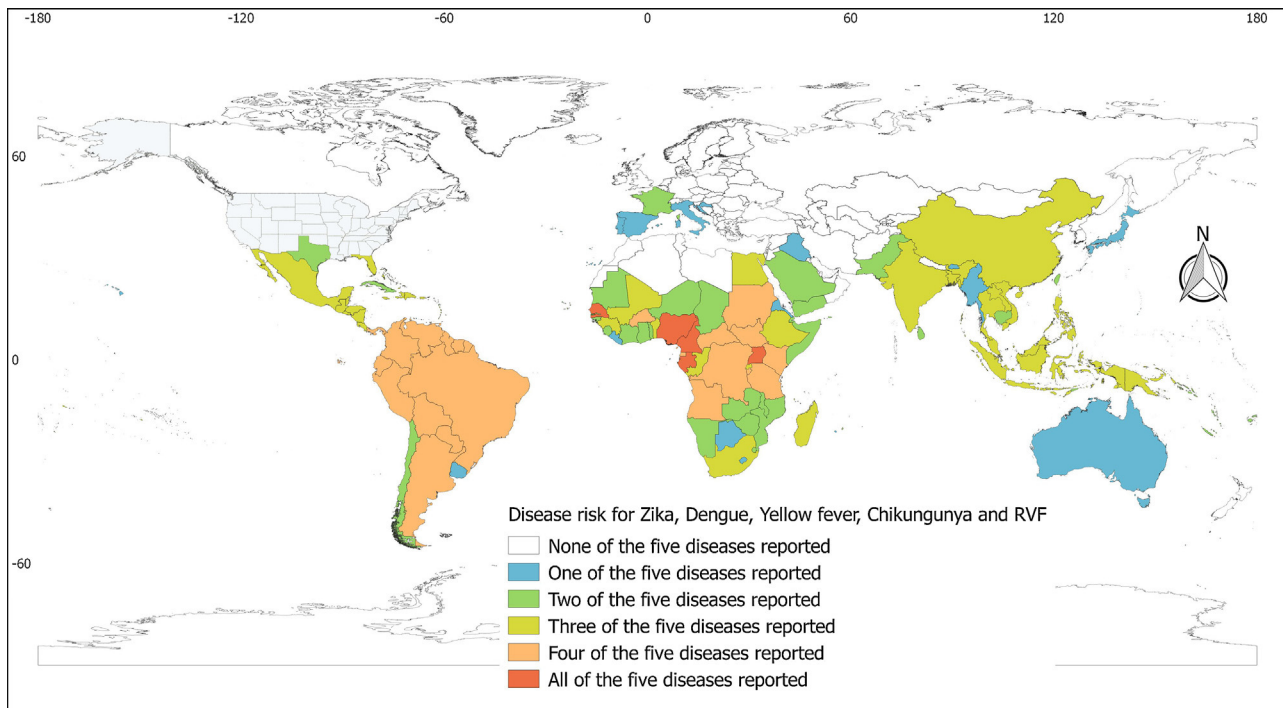 -180 -120 -60 0 60 120 180
60
N
0
-60
Disease risk for Zika, Dengue, Yellow fever, Chikungunya and RVF
None of the five diseases reported
One of the five diseases reported
Two of the five diseases reported
Three of the five diseases reported
Four of the five diseases reported
All of the five diseases reported